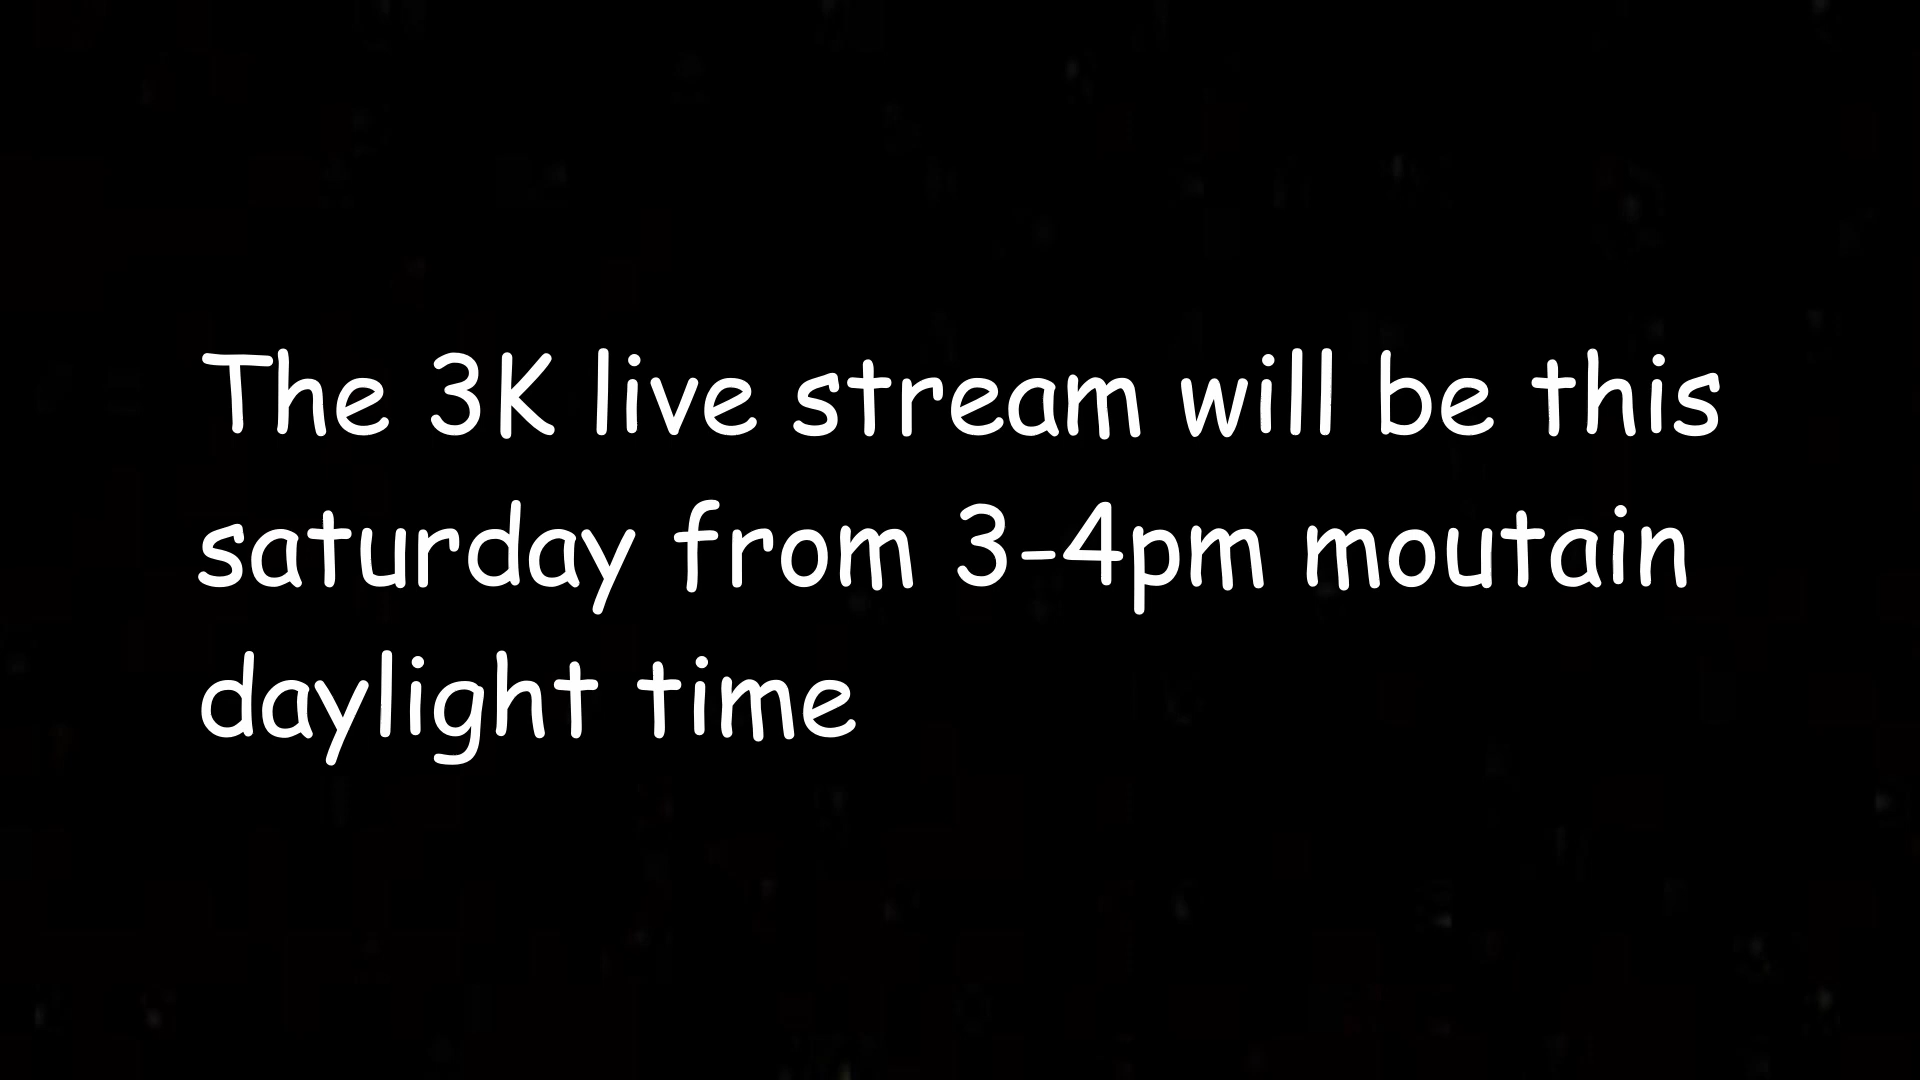 The 3K live stream will be this
saturday from 3-4pm moutain
daylight time